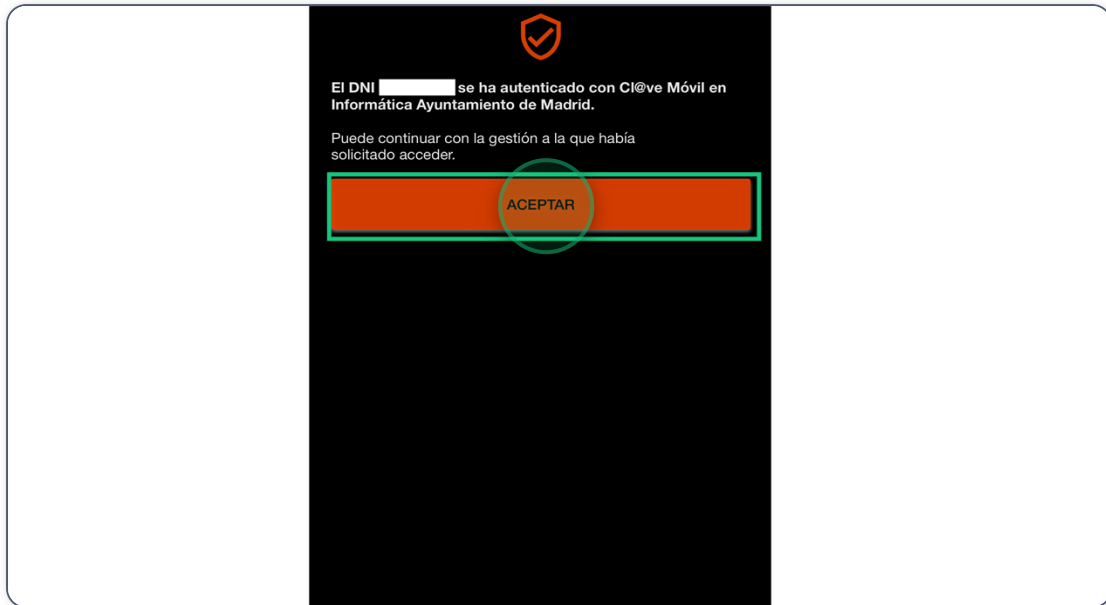 El DNI se ha autenticado con Cl@ve Móvil en
Informática Ayuntamiento de Madrid.
Puede continuar con la gestión a la que había
solicitado acceder.
ACEPTAR